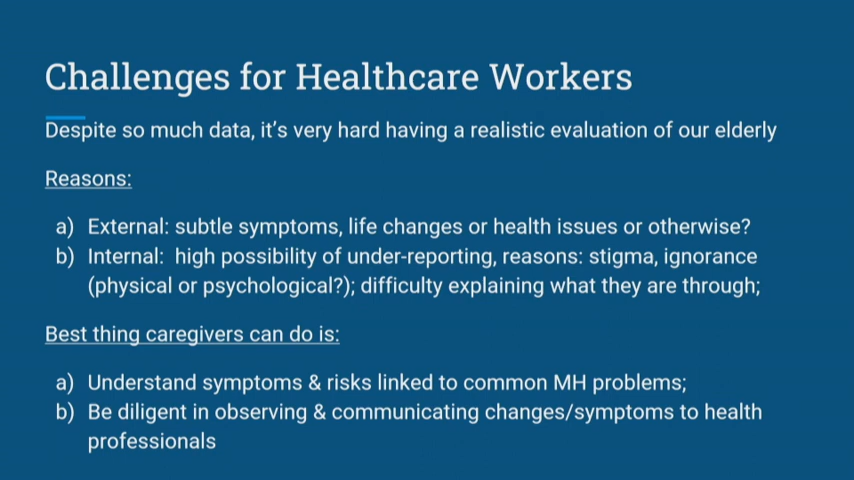 Challenges for Healthcare Workers
Despite so much data, it's very hard having a realistic evaluation of our elderly
Reasons:
a) External: subtle symptoms, life changes or health issues or otherwise?
b) Internal: high possibility of under-reporting, reasons: stigma, ignorance
(physical or psychological?); difficulty explaining what they are through;
Best thing caregivers can do is:
a) Understand symptoms & risks linked to common MH problems;
b) Be diligent in observing & communicating changes/symptoms to health
professionals